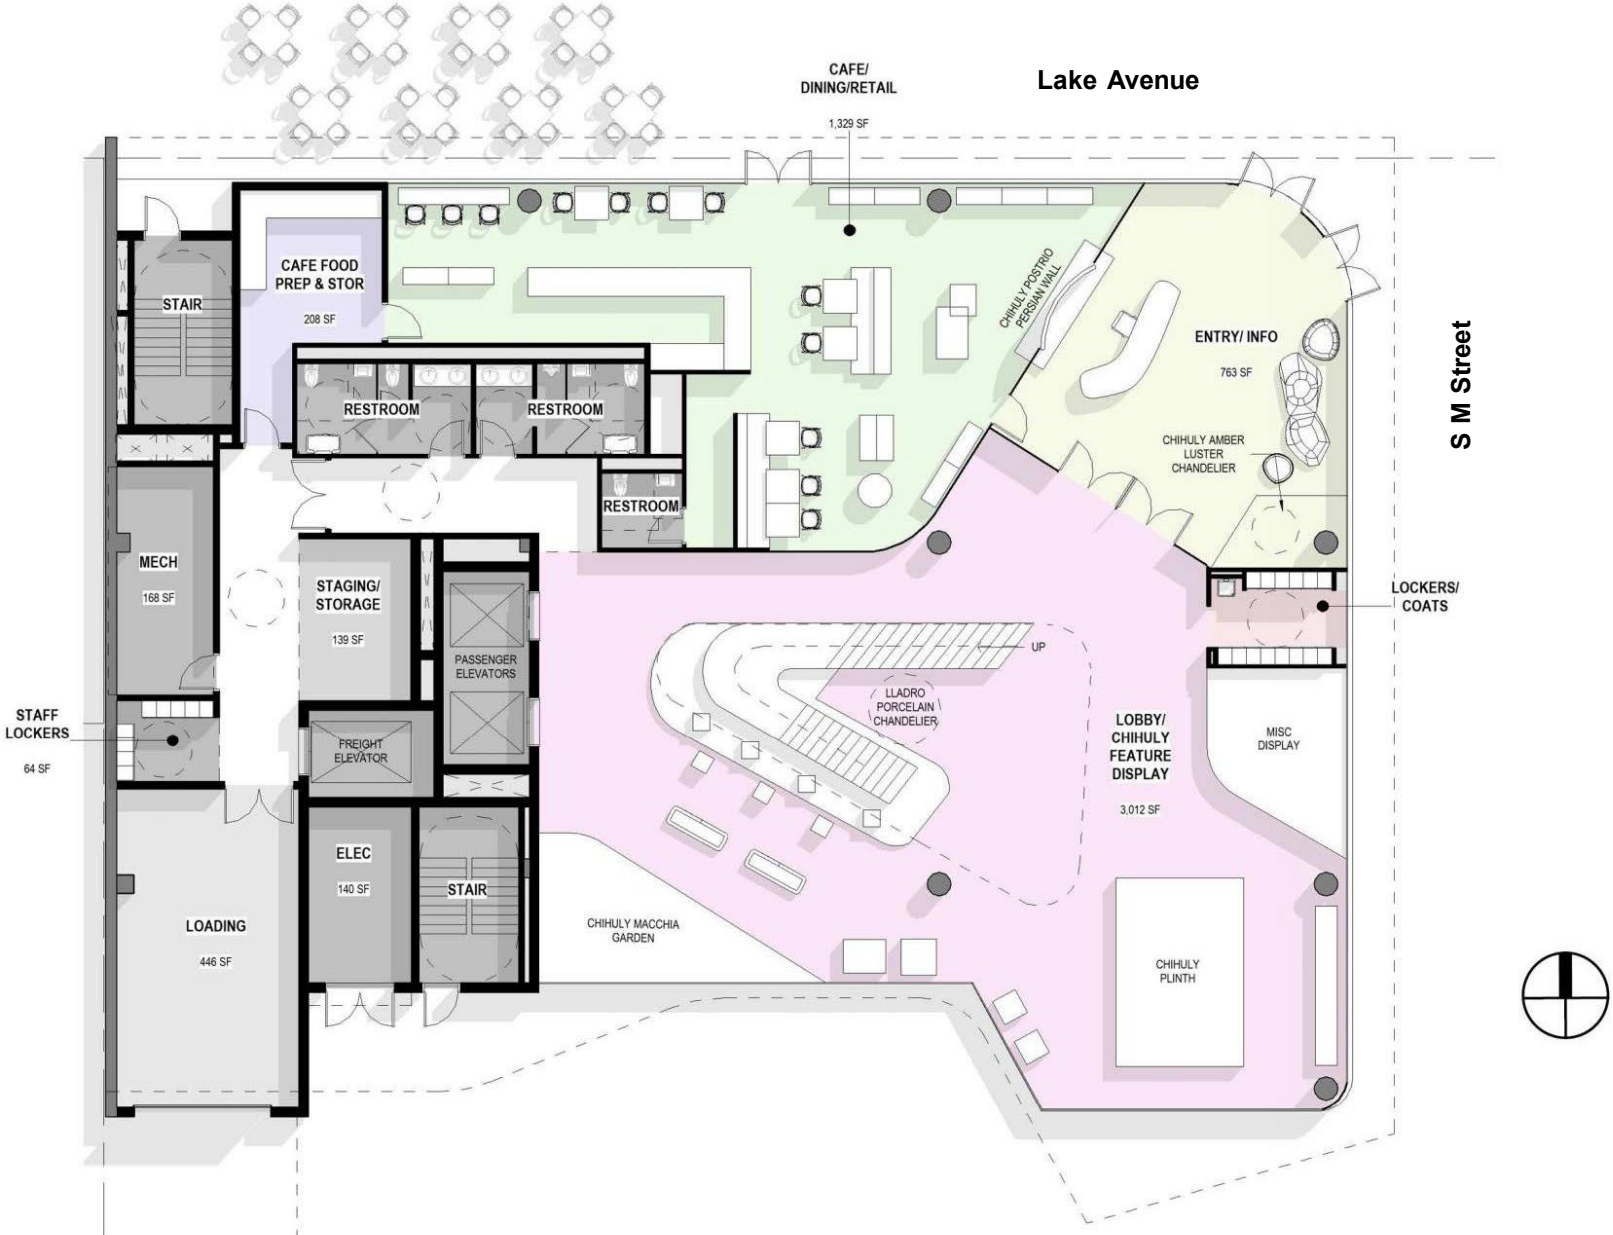 Lake Avenue
CAFE/
DINING/RETAIL
1,329 SF
S M Street
CAFE FOOD
PREP & STOR
208 SF
STAIR
CHIHULY POSTRIO
PERSIAN WALL
ENTRY/ INFO
763 SF
RESTROOM
RESTROOM
CHIHULY AMBER
LUSTER
CHANDELIER
RESTROOM
MECH
168 SF
STAGING/
STORAGE
139 SF
LOCKERS/
COATS
PASSENGER
ELEVATORS
UP
LLADRO
PORCELAIN
CHANDELIER
STAFF
LOCKERS
64 SF
FREIGHT
ELEVATOR
LOBBY/
CHIHULY
FEATURE
DISPLAY
3,012 SF
MISC
DISPLAY
ELEC
140 SF
STAIR
LOADING
446 SF
CHIHULY MACCHIA
GARDEN
CHIHULY
PLINTH